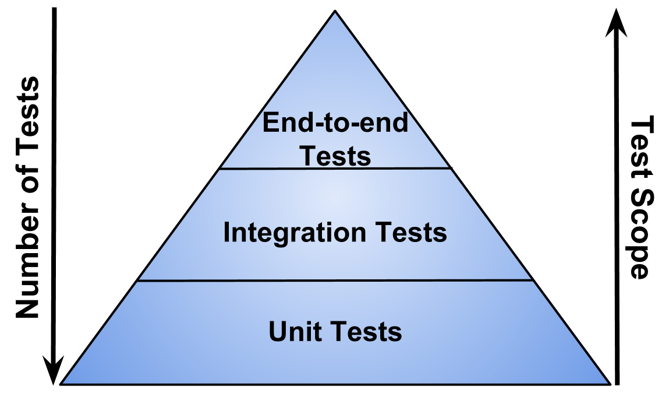 Number of Tests
End-to-end
Tests
Integration Tests
Unit Tests
Test Scope